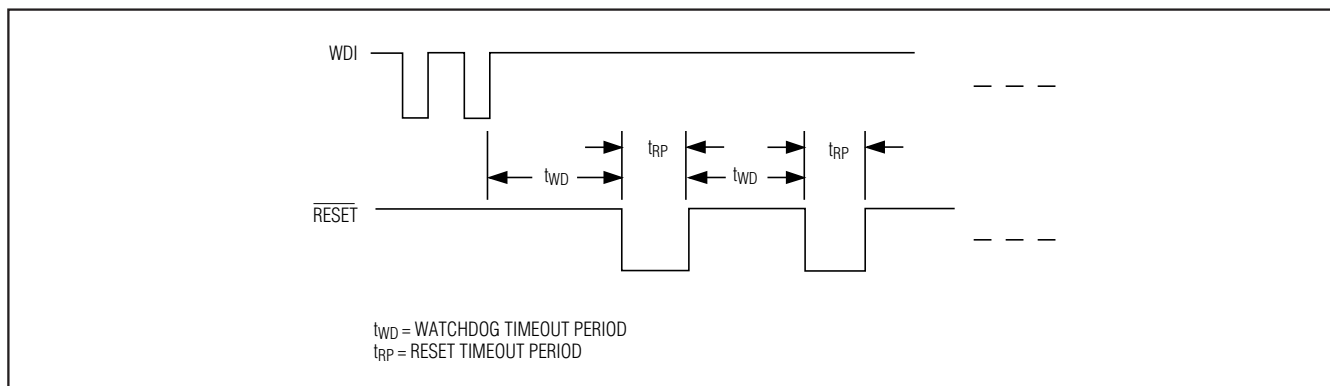 WDI
tRP
tRP
tWD
tWD
RESET
tWD = WATCHDOG TIMEOUT PERIOD
tRP = RESET TIMEOUT PERIOD